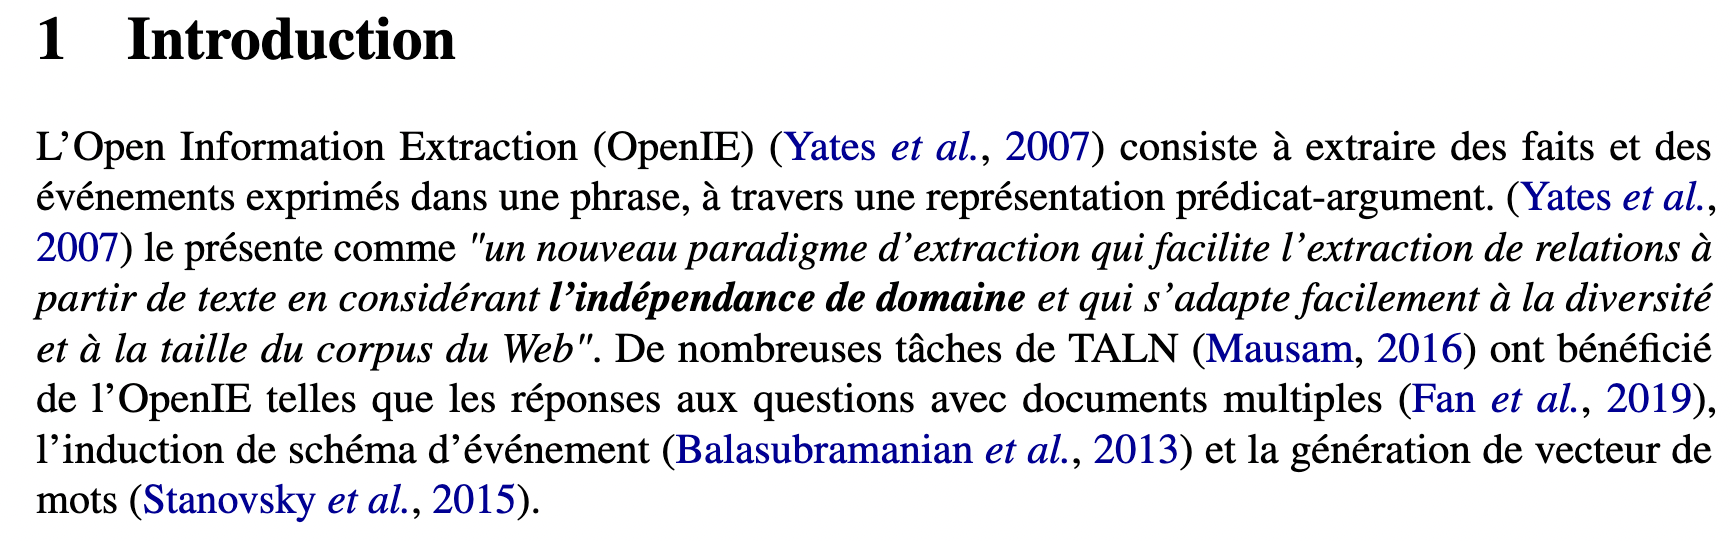 1 Introduction
L’Open Information Extraction (OpenIE) (Yates et al., 2007) consiste à extraire des faits et des
événements exprimés dans une phrase, à travers une représentation prédicat-argument. (Yates et al.,
2007) le présente comme "un nouveau paradigme d’extraction qui facilite l’extraction de relations à
partir de texte en considérant l’indépendance de domaine et qui s’adapte facilement à la diversité
et à la taille du corpus du Web". De nombreuses tâches de TALN (Mausam, 2016) ont bénéficié
de l’OpenIE telles que les réponses aux questions avec documents multiples (Fan et al., 2019),
l’induction de schéma d’événement (Balasubramanian et al., 2013) et la génération de vecteur de
mots (Stanovsky et al., 2015).